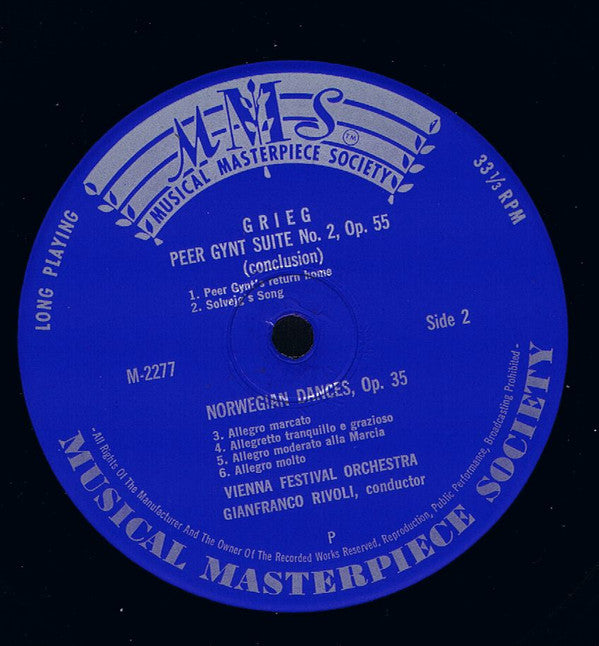 MMS
TM
MUSICAL MASTERPIECE SOCIETY
LONG PLAYING
33 1/3 RPM
GRIEG
PEER GYNT SUITE No. 2, Op. 55
(conclusion)
1. Peer Gynt's return home
2. Solvejg's Song
Side 2
M-2277
NORWEGIAN DANCES, Op. 35
3. Allegro marcato
4. Allegretto tranquillo e grazioso
5. Allegro moderato alla Marcia
6. Allegro molto
VIENNA FESTIVAL ORCHESTRA
GIANFRANCO RIVOLI, conductor
P
-All Rights Of The Manufacturer And The Owner Of The Recorded Works Reserved. Reproduction, Public Performance, Broadcasting Prohibited-
MUSICAL MASTERPIECE SOCIETY